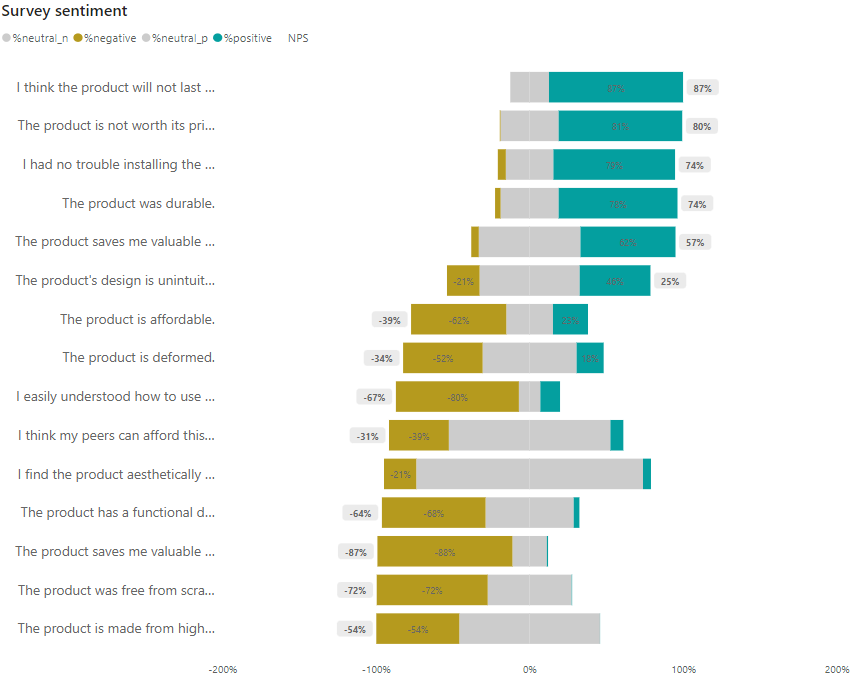 Survey sentiment
%neutral_n %negative %neutral_p %positive NPS
I think the product will not last ... 87% 87%
The product is not worth its pri... 81% 80%
I had no trouble installing the ... 79% 74%
The product was durable. 78% 74%
The product saves me valuable ... 62% 57%
The product's design is unintuit... -21% 46% 25%
The product is affordable. -39% -62% 23%
The product is deformed. -34% -52% 18%
I easily understood how to use ... -67% -80%
I think my peers can afford this... -31% -39%
I find the product aesthetically ... -21%
The product has a functional d... -64% -68%
The product saves me valuable ... -87% -88%
The product was free from scra... -72% -72%
The product is made from high... -54% -54%
-200% -100% 0% 100% 200%